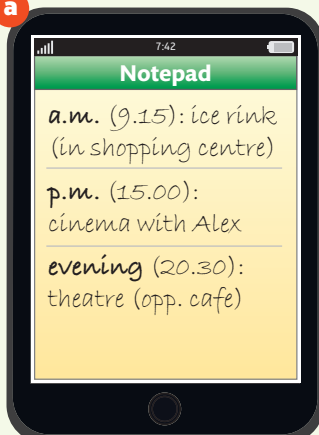 a
7:42
Notepad
a.m. (9.15): ice rink
(in shopping centre)
p.m. (15.00):
cinema with Alex
evening (20.30):
theatre (opp. cafe)